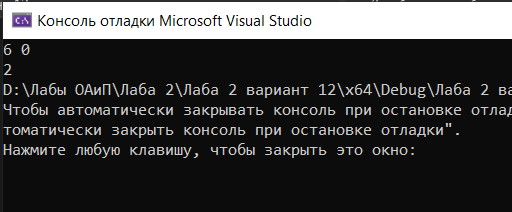 Консоль отладки Microsoft Visual Studio
6 0
2
D:\Лабы ОАиП\Лаба 2\Лаба 2 вариант 12\x64\Debug\Лаба 2 ва
Чтобы автоматически закрывать консоль при остановке отлад
томатически закрыть консоль при остановке отладки".
Нажмите любую клавишу, чтобы закрыть это окно: